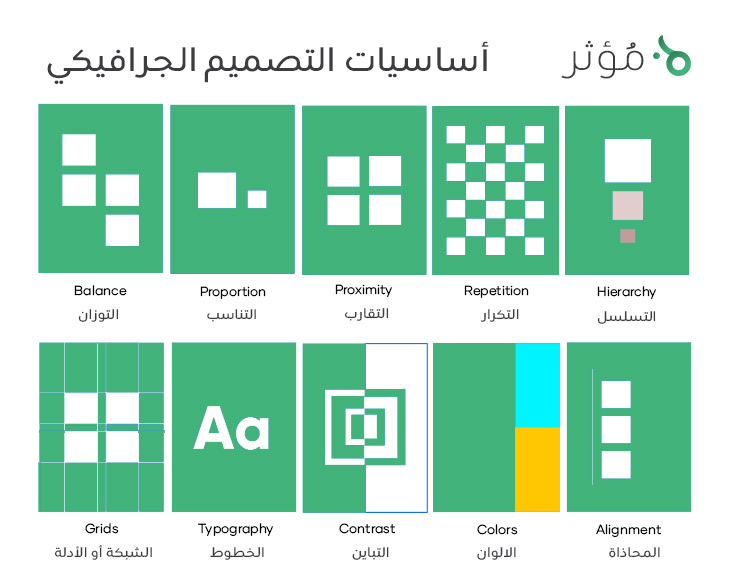 مُؤثر
أساسيات التصميم الجرافيكي
Balance
Proportion
Proximity
Repetition
Hierarchy
التوزان
التناسب
التقارب
التكرار
التسلسل
Aa
Grids
Typography
Contrast
Colors
Alignment
الشبكة أو الأدلة
الخطوط
التباين
الالوان
المحاذاة